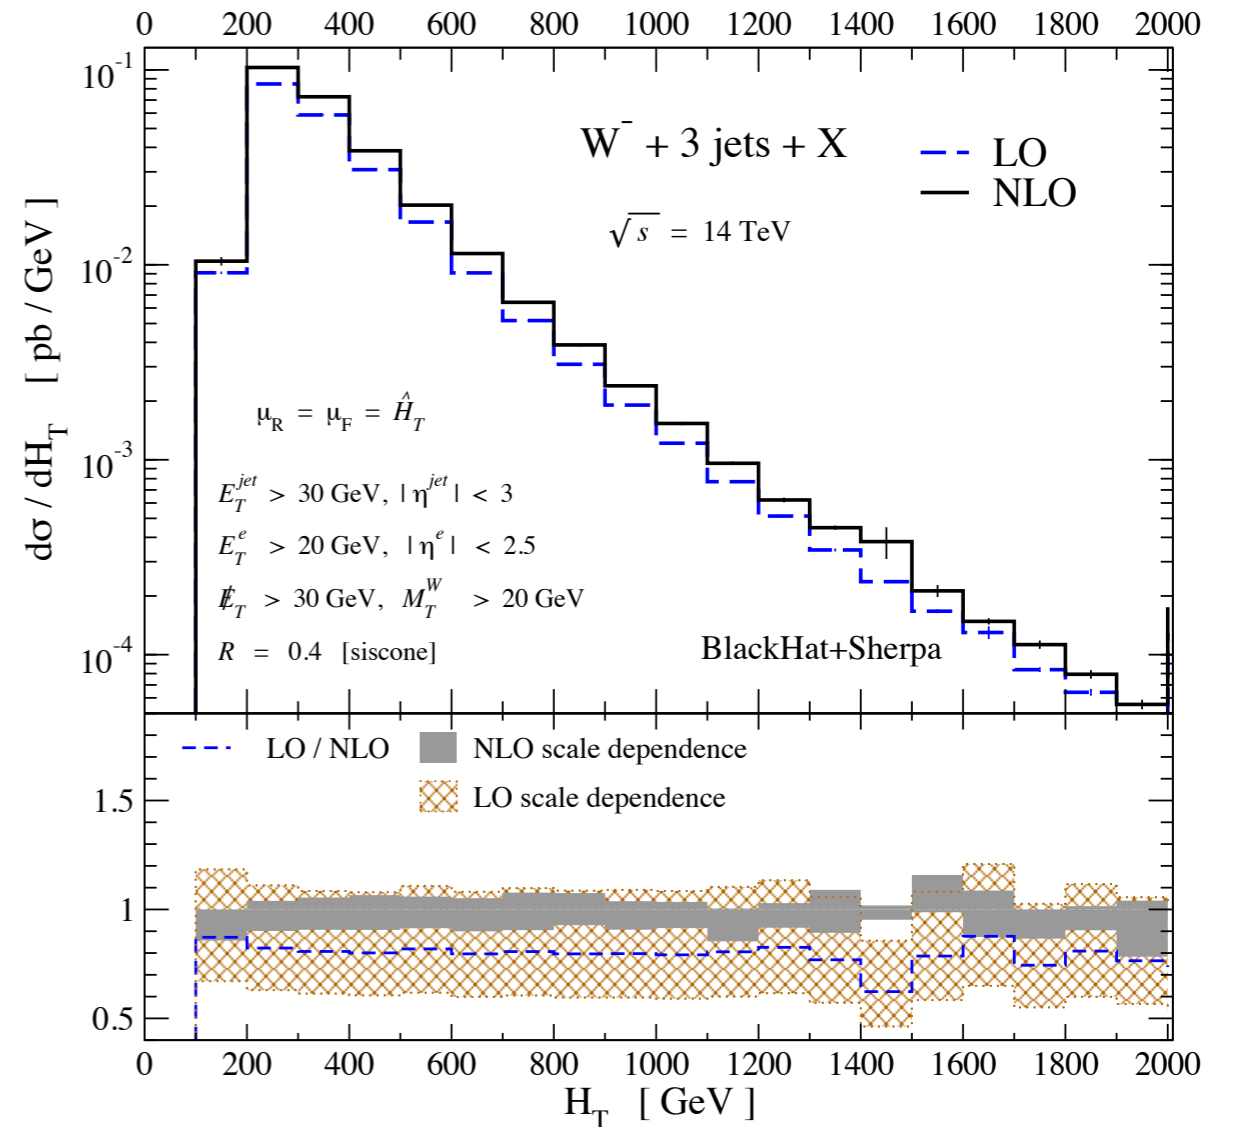 0 200 400 600 800 1000 1200 1400 1600 1800 2000
10⁻¹
W⁻ + 3 jets + X
LO
NLO
√s = 14 TeV
10⁻²
dσ / dH_T [ pb / GeV ]
μ_R = μ_F = Ĥ_T
10⁻³
E_T^jet > 30 GeV, | η^jet | < 3
E_T^e > 20 GeV, | η^e | < 2.5
E̸_T > 30 GeV, M_T^W > 20 GeV
R = 0.4 [siscone]
BlackHat+Sherpa
10⁻⁴
LO / NLO
NLO scale dependence
LO scale dependence
1.5
1
0.5
0 200 400 600 800 1000 1200 1400 1600 1800 2000
H_T [ GeV ]